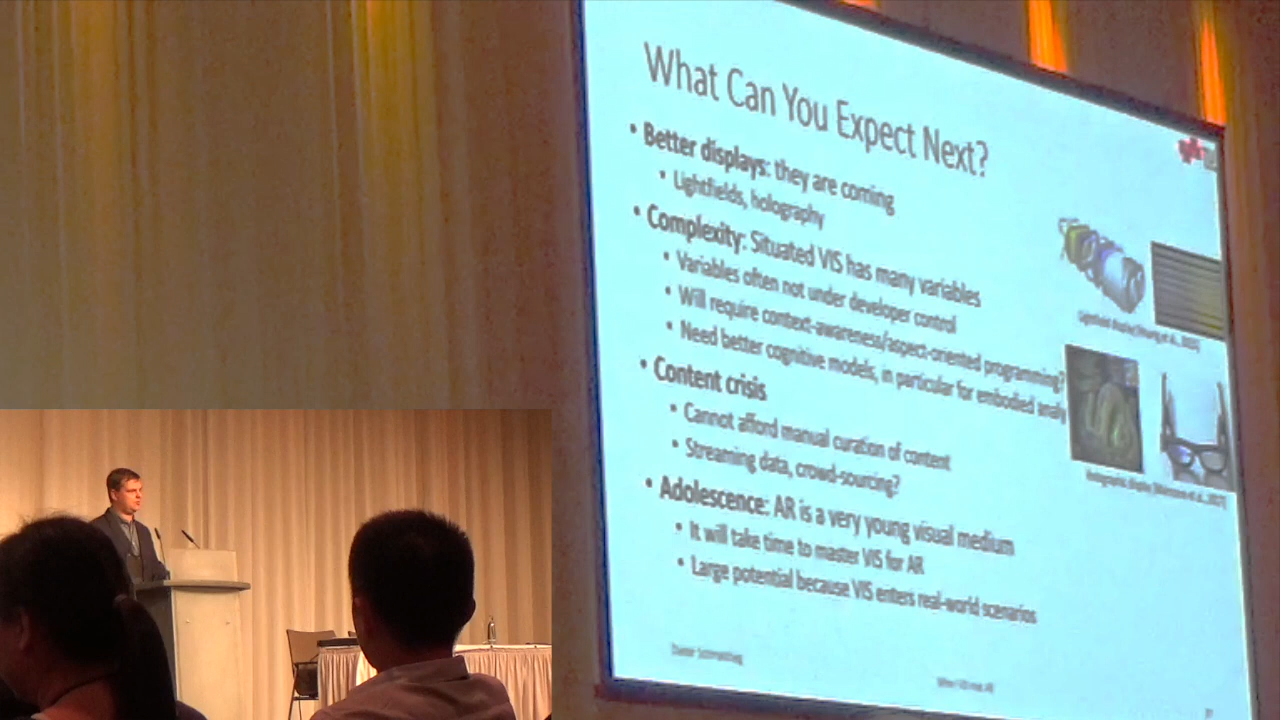 What Can You Expect Next?
• Better displays: they are coming
• Lightfields, holography
• Complexity: Situated VIS has many variables
• Variables often not under developer control
• Will require context-awareness/aspect-oriented programming?
• Need better cognitive models, in particular for embodied analy
• Content crisis
• Cannot afford manual curation of content
• Streaming data, crowd-sourcing?
• Adolescence: AR is a very young visual medium
• It will take time to master VIS for AR
• Large potential because VIS enters real-world scenarios